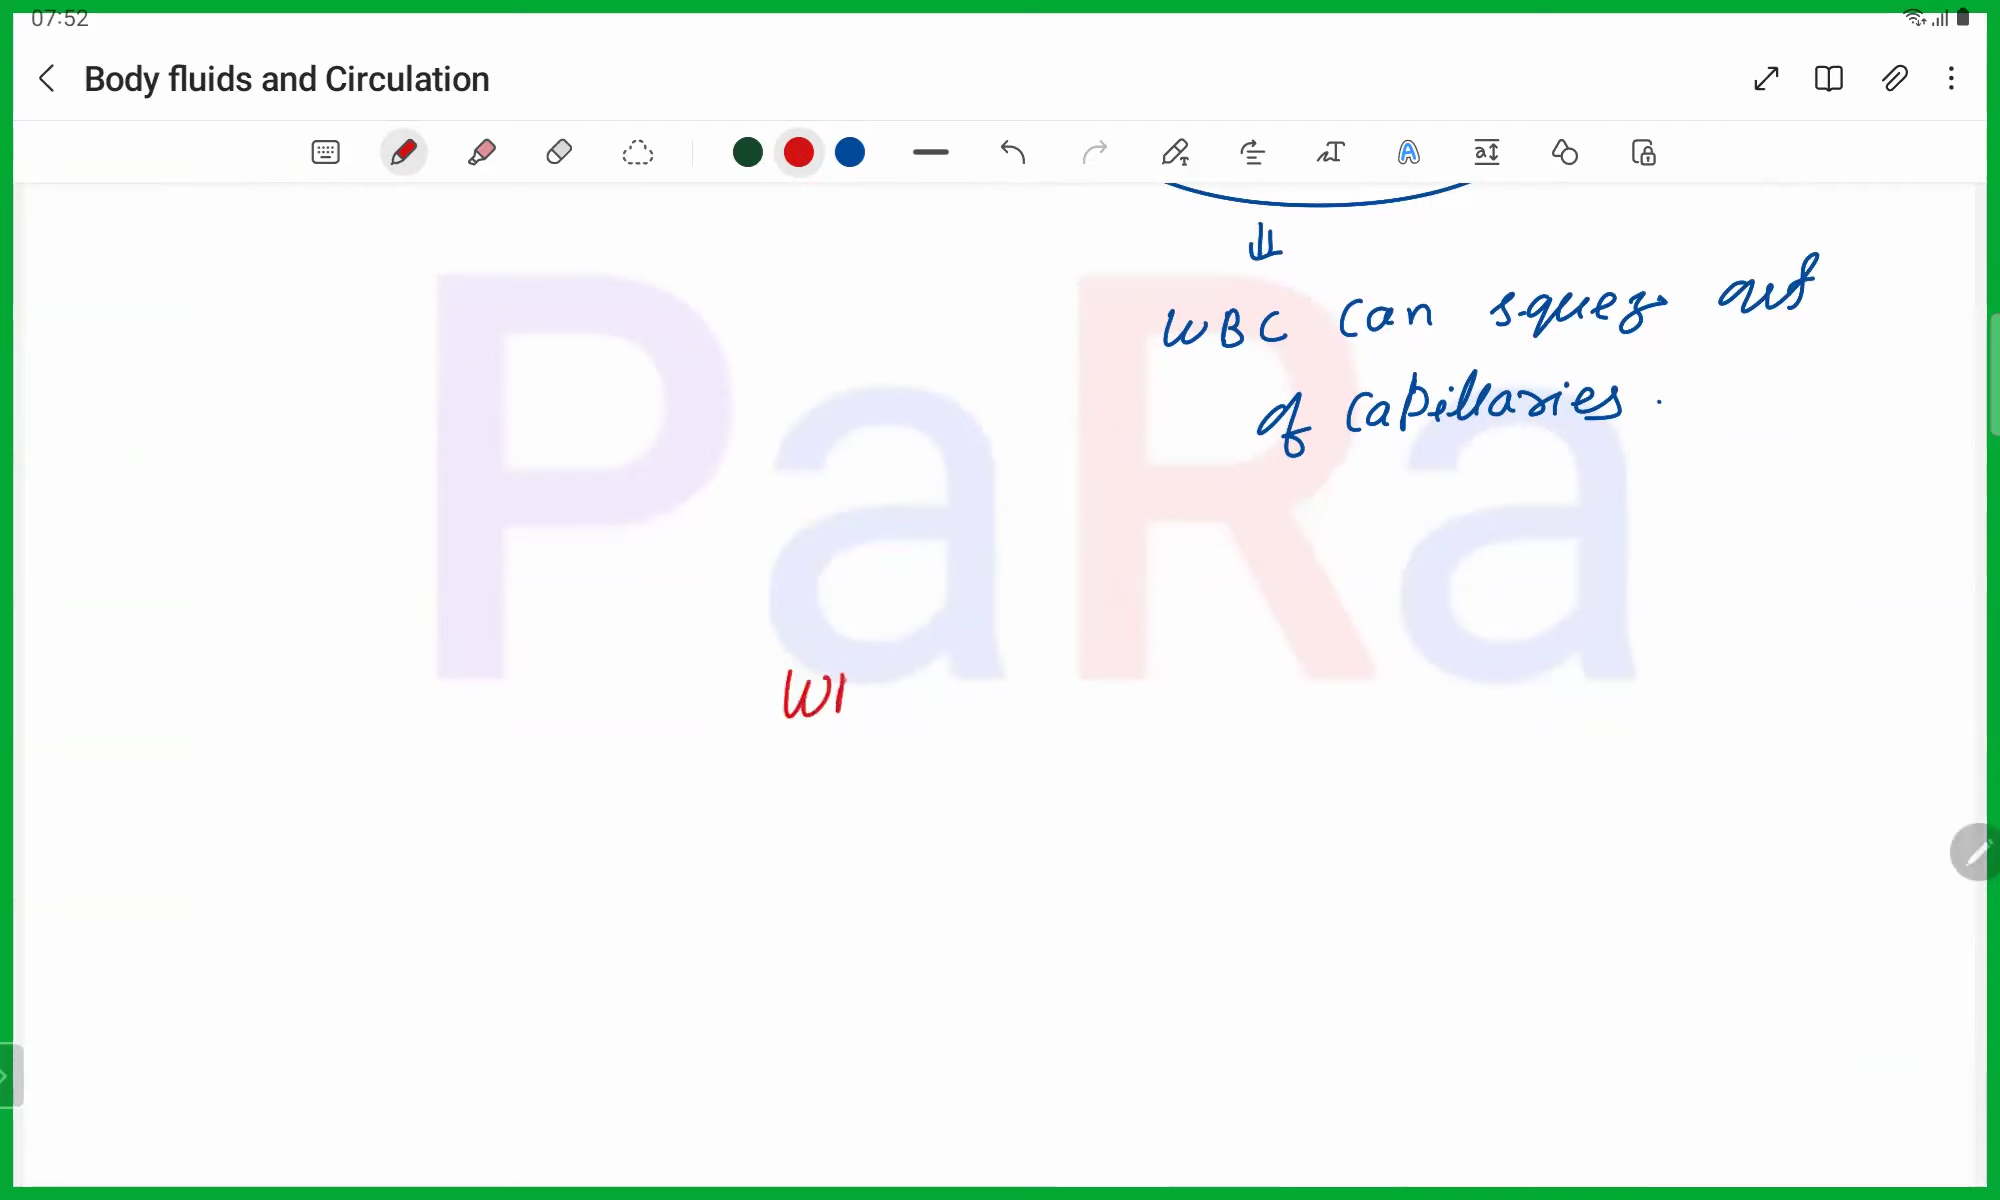 07:52
Body fluids and Circulation
WBC can squeez out
of capillaries.
PaRa
WI